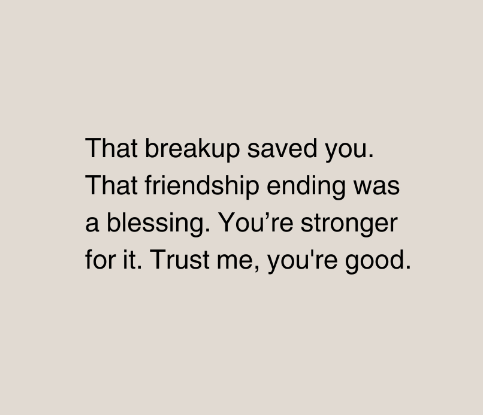 That breakup saved you.
That friendship ending was
a blessing. You’re stronger
for it. Trust me, you're good.